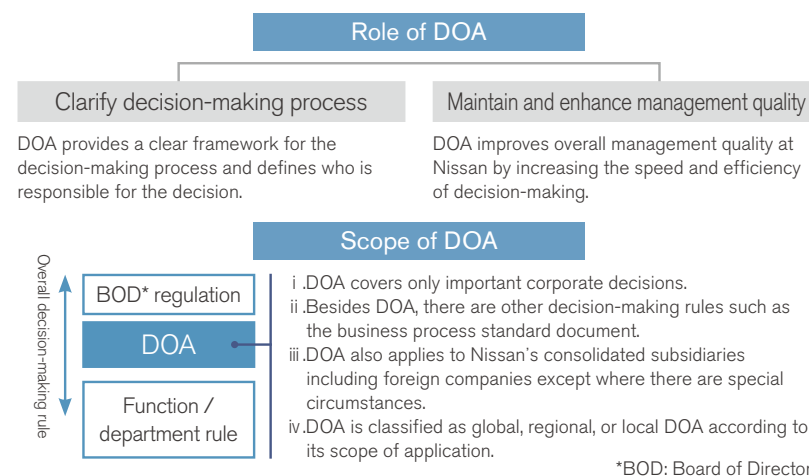 Role of DOA
Clarify decision-making process
DOA provides a clear framework for the
decision-making process and defines who is
responsible for the decision.
Maintain and enhance management quality
DOA improves overall management quality at
Nissan by increasing the speed and efficiency
of decision-making.
Scope of DOA
Overall decision-making rule
BOD* regulation
DOA
Function /
department rule
i .DOA covers only important corporate decisions.
ii .Besides DOA, there are other decision-making rules such as
the business process standard document.
iii.DOA also applies to Nissan's consolidated subsidiaries
including foreign companies except where there are special
circumstances.
iv.DOA is classified as global, regional, or local DOA according to
its scope of application.
*BOD: Board of Director